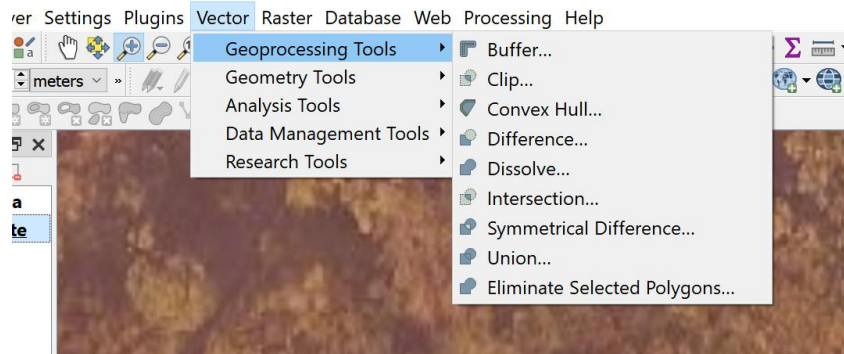 Settings Plugins Vector Raster Database Web Processing Help
a
meters »
Geoprocessing Tools
Geometry Tools
Analysis Tools
Data Management Tools
Research Tools
Buffer...
Clip...
Convex Hull...
Difference...
Dissolve...
Intersection...
Symmetrical Difference...
Union...
Eliminate Selected Polygons...
Σ
a
te